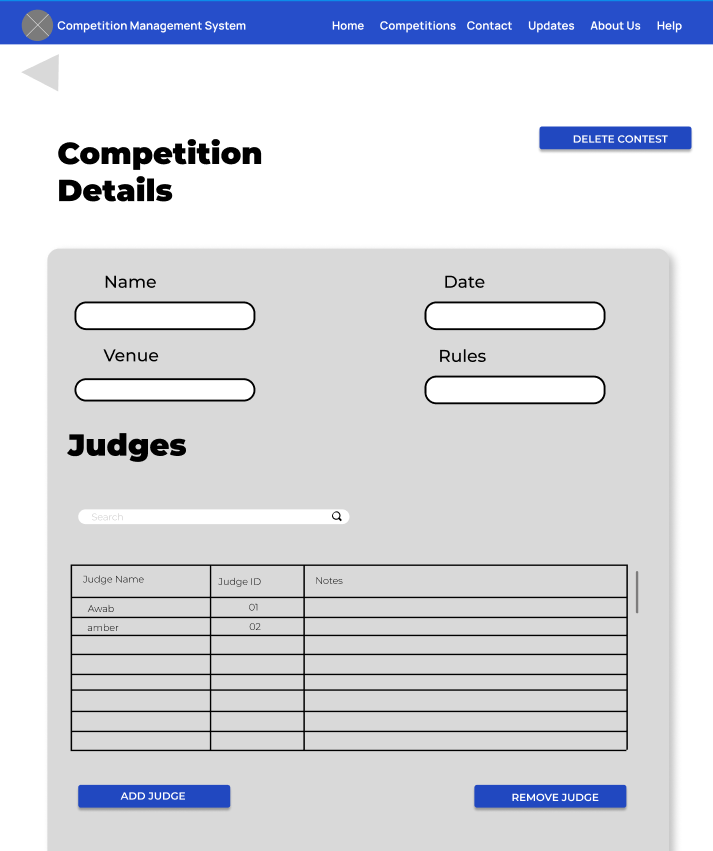 Competition Management System
Home Competitions Contact Updates About Us Help
DELETE CONTEST
Competition
Details
Name Date
Venue Rules
Judges
Search
Judge Name Judge ID Notes
Awab 01
amber 02
ADD JUDGE REMOVE JUDGE